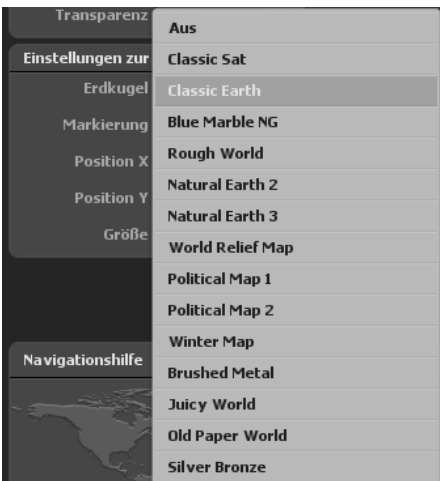 Transparenz
Einstellungen zur
Erdkugel
Markierung
Position X
Position Y
Größe
Navigationshilfe
Aus
Classic Sat
Classic Earth
Blue Marble NG
Rough World
Natural Earth 2
Natural Earth 3
World Relief Map
Political Map 1
Political Map 2
Winter Map
Brushed Metal
Juicy World
Old Paper World
Silver Bronze